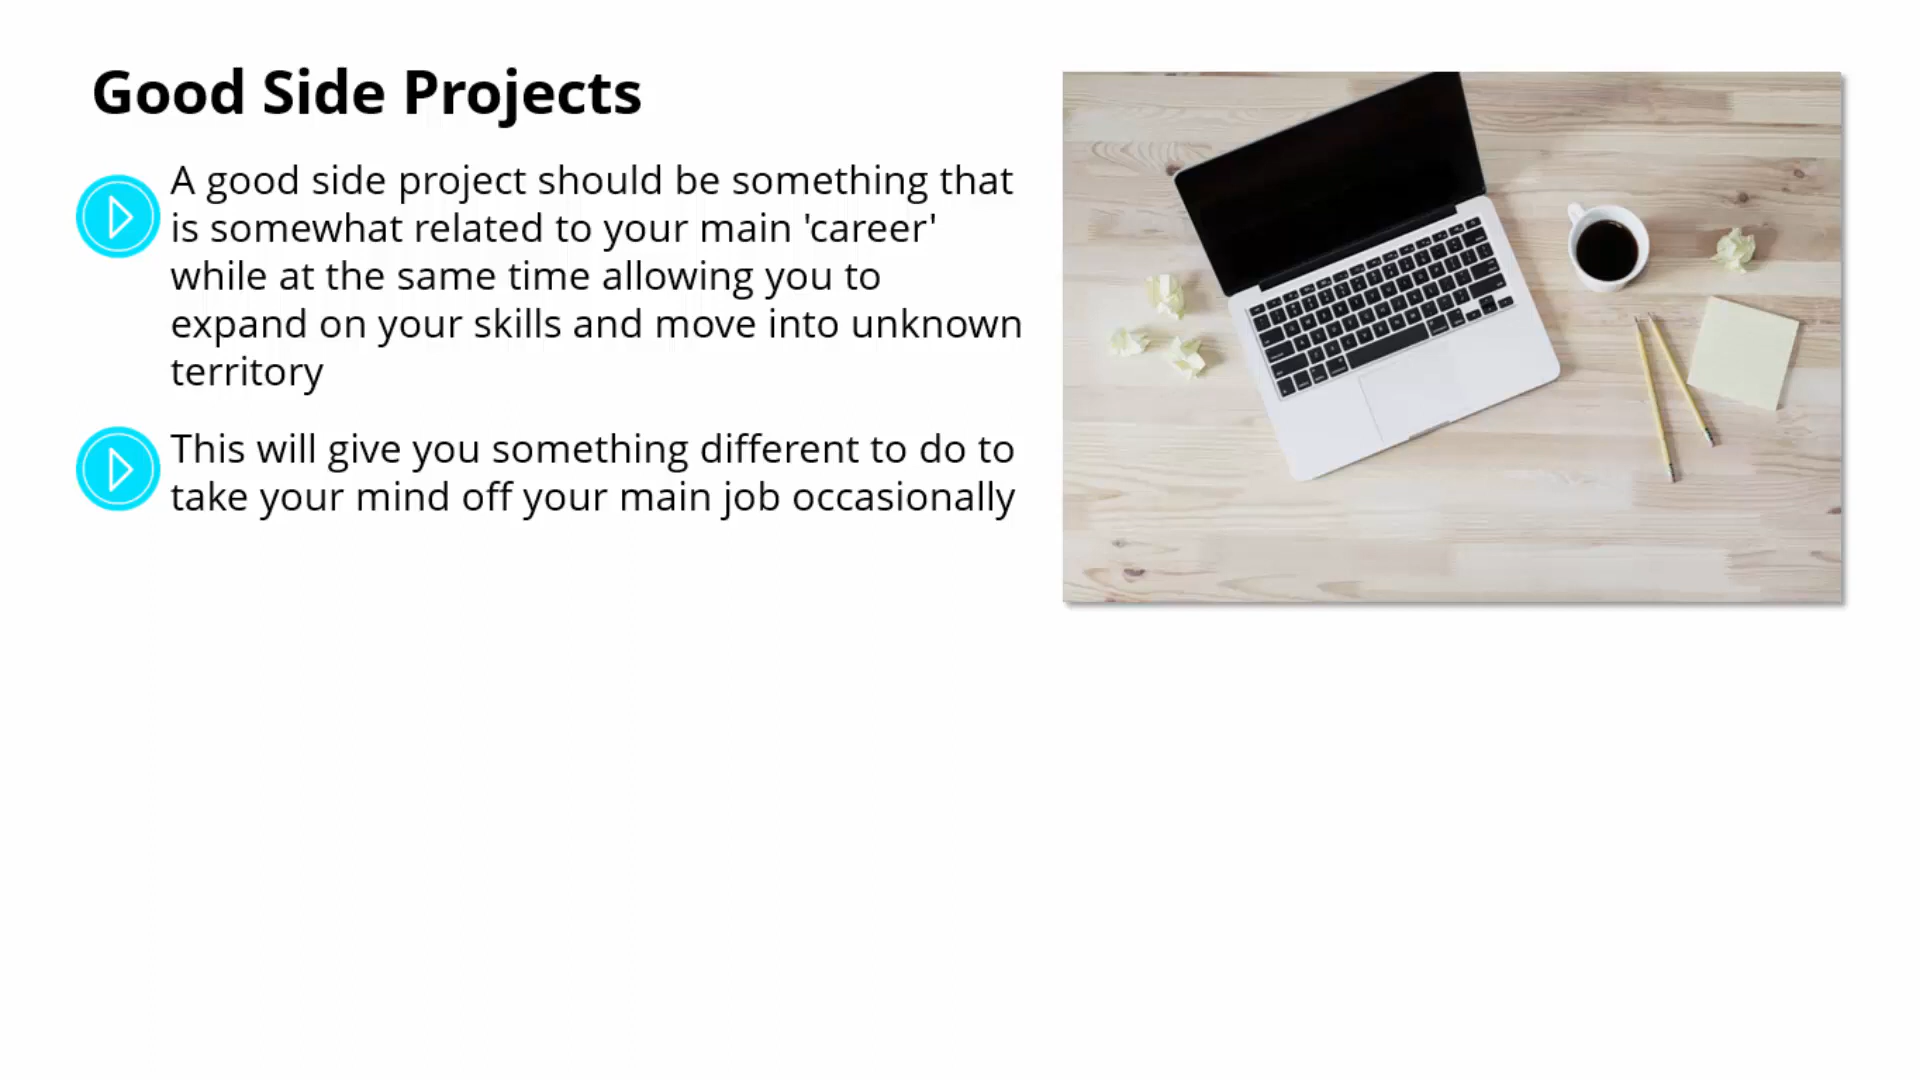 Good Side Projects
A good side project should be something that
is somewhat related to your main 'career'
while at the same time allowing you to
expand on your skills and move into unknown
territory
This will give you something different to do to
take your mind off your main job occasionally